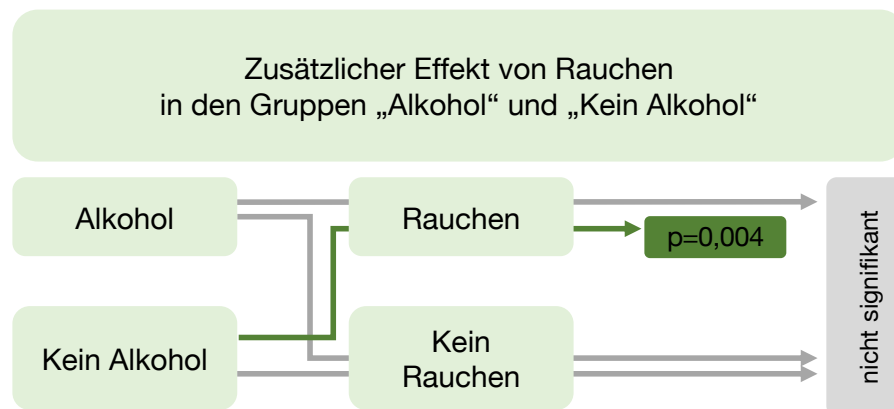 Zusätzlicher Effekt von Rauchen
in den Gruppen „Alkohol“ und „Kein Alkohol“
Alkohol
Rauchen
p=0,004
nicht signifikant
Kein Alkohol
Kein
Rauchen